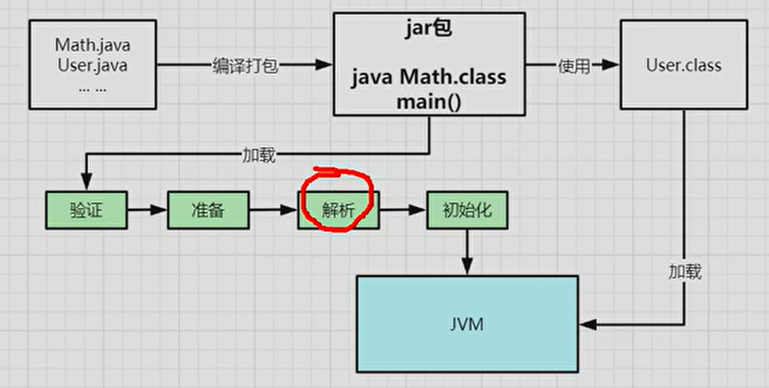 Math.java
User.java
... ...
编译打包
jar包
java Math.class
main()
使用
User.class
加载
验证
准备
解析
初始化
加载
JVM